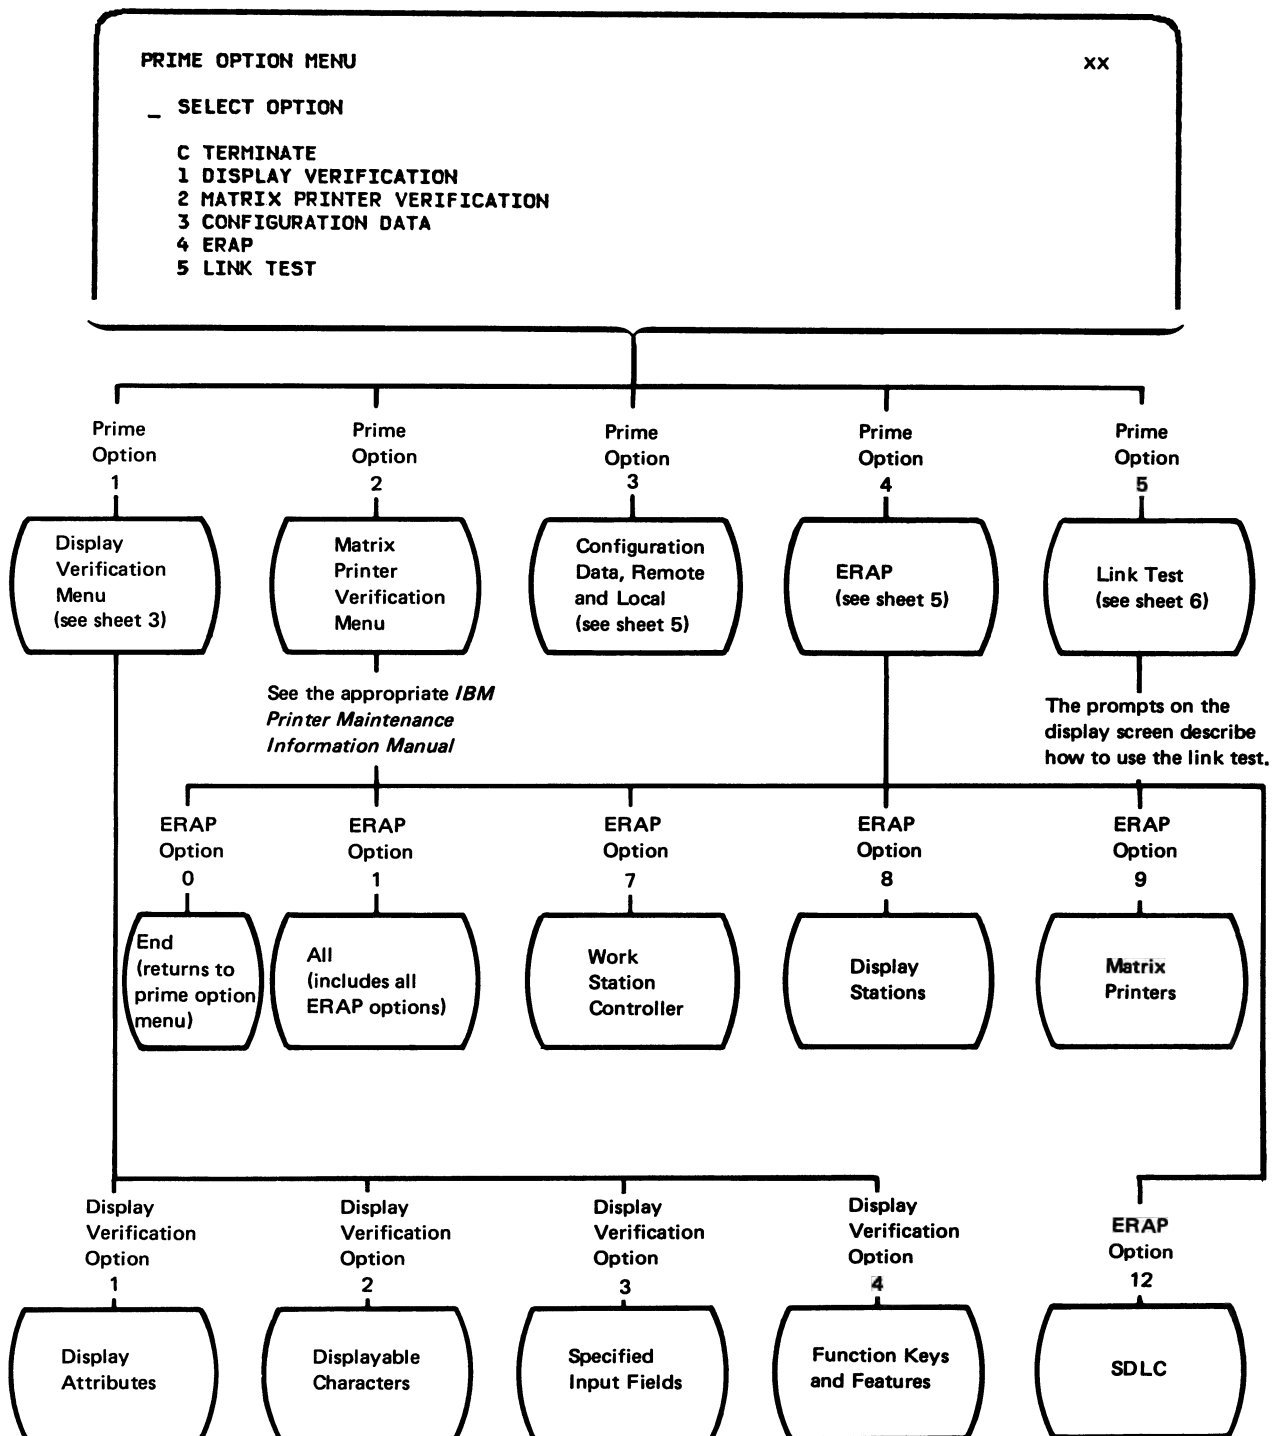 PRIME OPTION MENU xx
_ SELECT OPTION
C TERMINATE
1 DISPLAY VERIFICATION
2 MATRIX PRINTER VERIFICATION
3 CONFIGURATION DATA
4 ERAP
5 LINK TEST
Prime
Option
1
Prime
Option
2
Prime
Option
3
Prime
Option
4
Prime
Option
5
Display
Verification
Menu
(see sheet 3)
Matrix
Printer
Verification
Menu
Configuration
Data, Remote
and Local
(see sheet 5)
ERAP
(see sheet 5)
Link Test
(see sheet 6)
See the appropriate IBM
Printer Maintenance
Information Manual
The prompts on the
display screen describe
how to use the link test.
ERAP
Option
0
ERAP
Option
1
ERAP
Option
7
ERAP
Option
8
ERAP
Option
9
End
(returns to
prime option
menu)
All
(includes all
ERAP options)
Work
Station
Controller
Display
Stations
Matrix
Printers
Display
Verification
Option
1
Display
Verification
Option
2
Display
Verification
Option
3
Display
Verification
Option
4
ERAP
Option
12
Display
Attributes
Displayable
Characters
Specified
Input Fields
Function Keys
and Features
SDLC